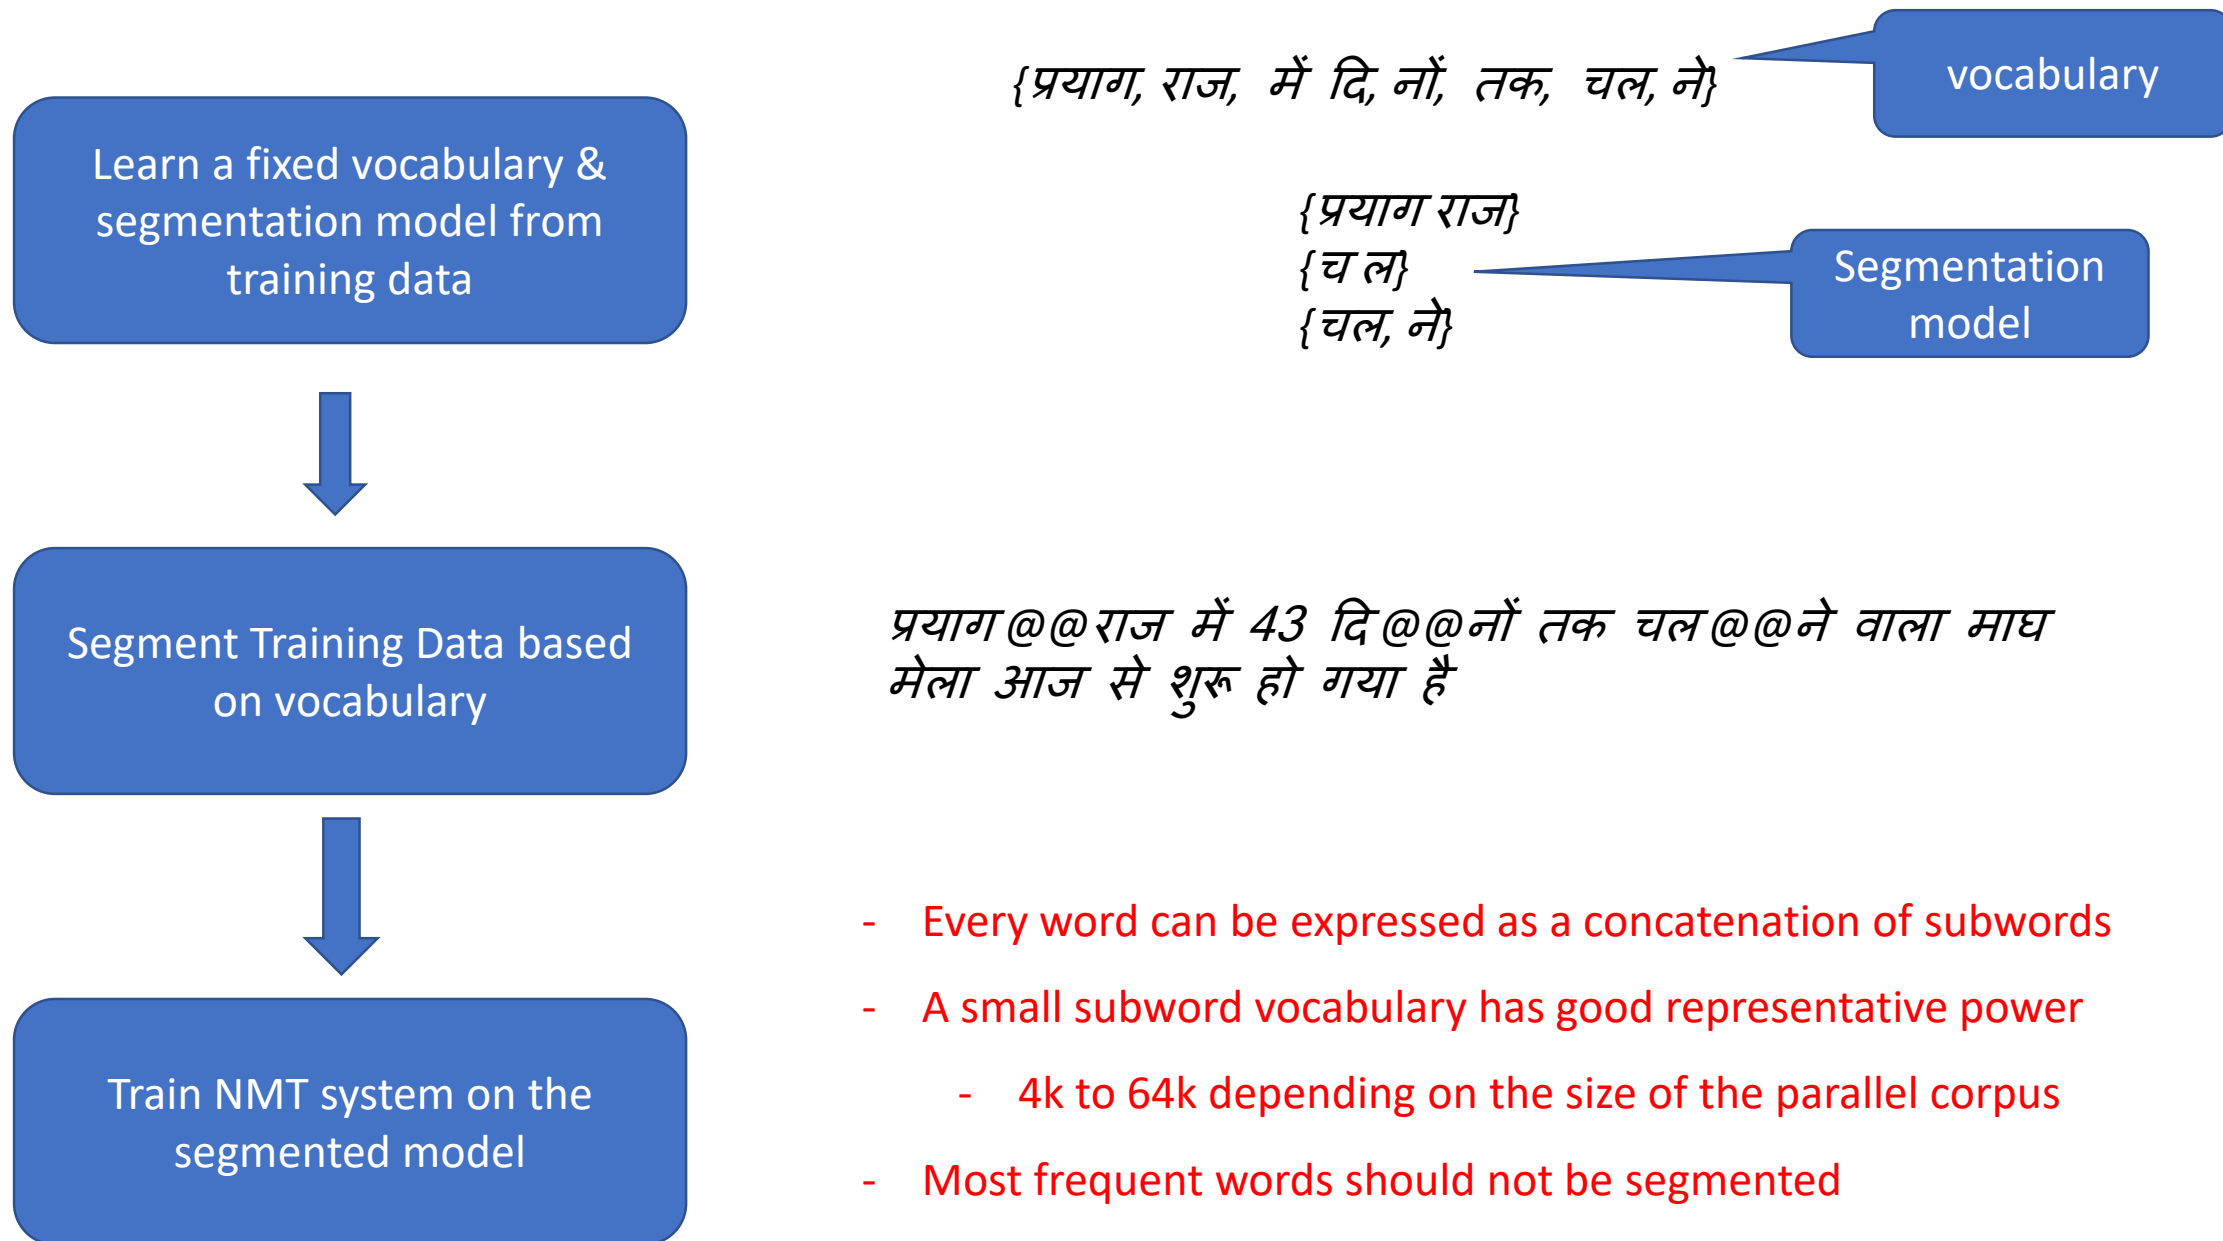 Learn a fixed vocabulary &
segmentation model from
training data
{प्रयाग, राज, में दि, नों, तक, चल, ने}
vocabulary
{प्रयाग राज}
{च ल}
{चल, ने}
Segmentation
model
Segment Training Data based
on vocabulary
प्रयाग @@राज में 43 दि @@नों तक चल @@ने वाला माघ
मेला आज से शुरू हो गया है
Train NMT system on the
segmented model
- Every word can be expressed as a concatenation of subwords
- A small subword vocabulary has good representative power
- 4k to 64k depending on the size of the parallel corpus
- Most frequent words should not be segmented